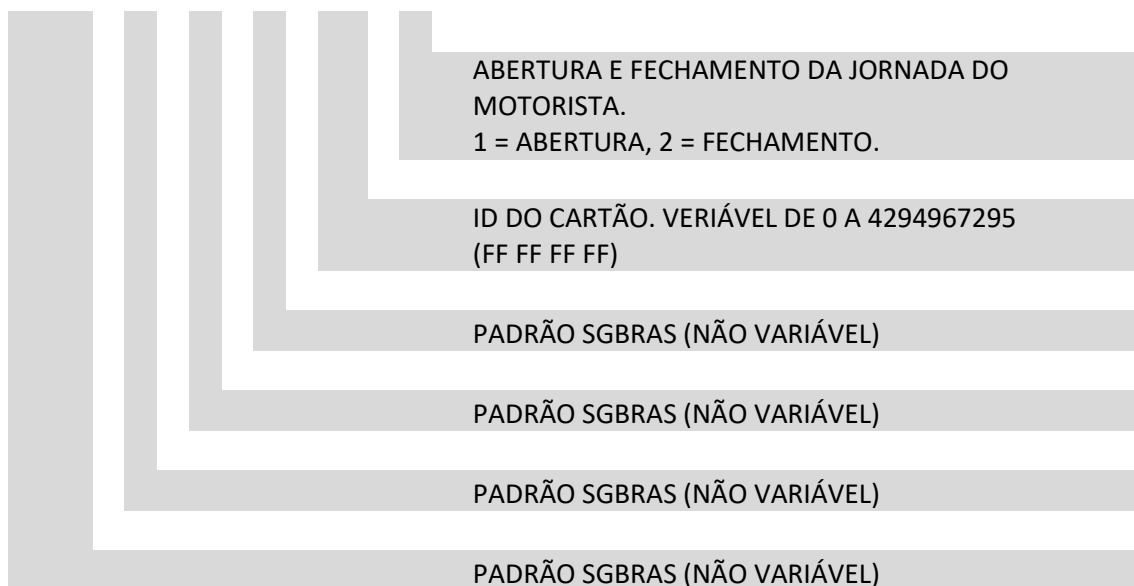 ABERTURA E FECHAMENTO DA JORNADA DO
MOTORISTA.
1 = ABERTURA, 2 = FECHAMENTO.
ID DO CARTÃO. VERIÁVEL DE 0 A 4294967295
(FF FF FF FF)
PADRÃO SGBRAS (NÃO VARIÁVEL)
PADRÃO SGBRAS (NÃO VARIÁVEL)
PADRÃO SGBRAS (NÃO VARIÁVEL)
PADRÃO SGBRAS (NÃO VARIÁVEL)